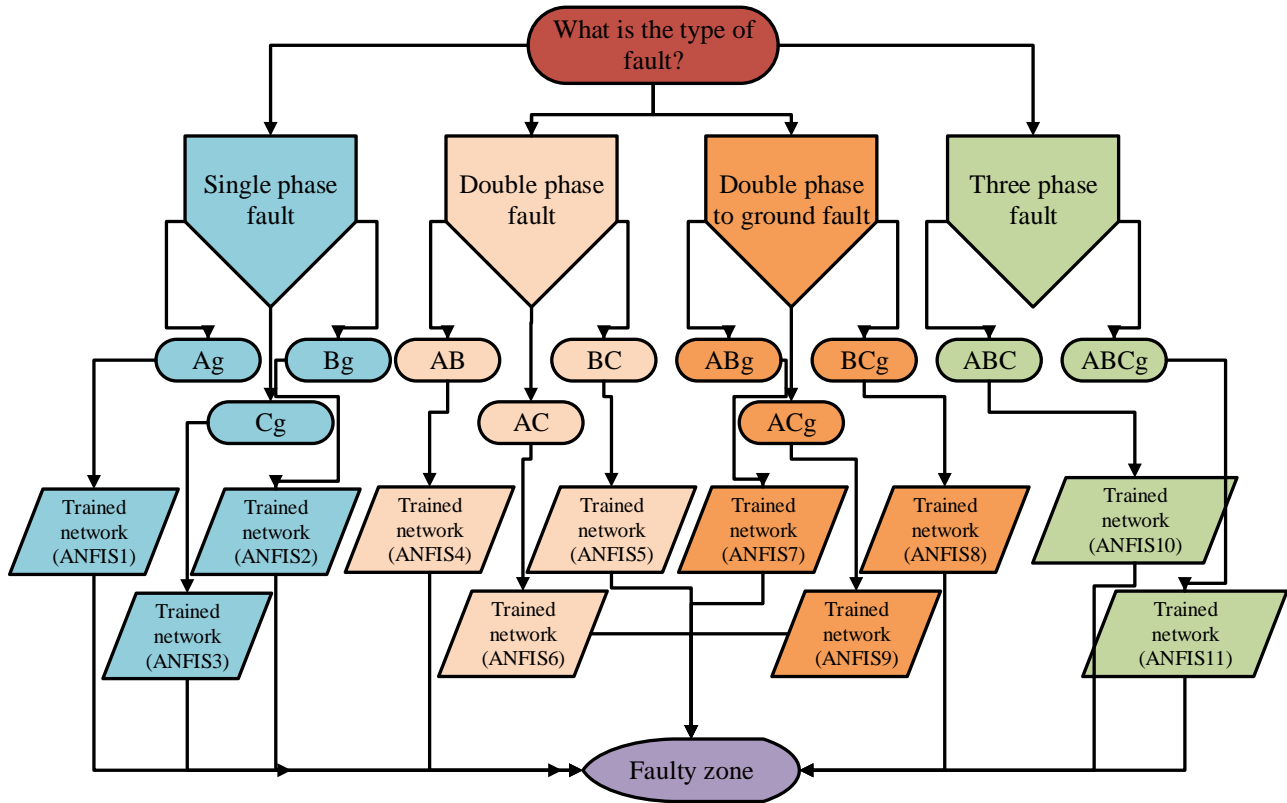 What is the type of
fault?
Single phase
fault
Double phase
fault
Double phase
to ground fault
Three phase
fault
Ag
Bg
AB
BC
ABg
BCg
ABC
ABCg
Cg
AC
ACg
Trained
network
(ANFIS1)
Trained
network
(ANFIS2)
Trained
network
(ANFIS4)
Trained
network
(ANFIS5)
Trained
network
(ANFIS7)
Trained
network
(ANFIS8)
Trained
network
(ANFIS10)
Trained
network
(ANFIS3)
Trained
network
(ANFIS6)
Trained
network
(ANFIS9)
Trained
network
(ANFIS11)
Faulty zone